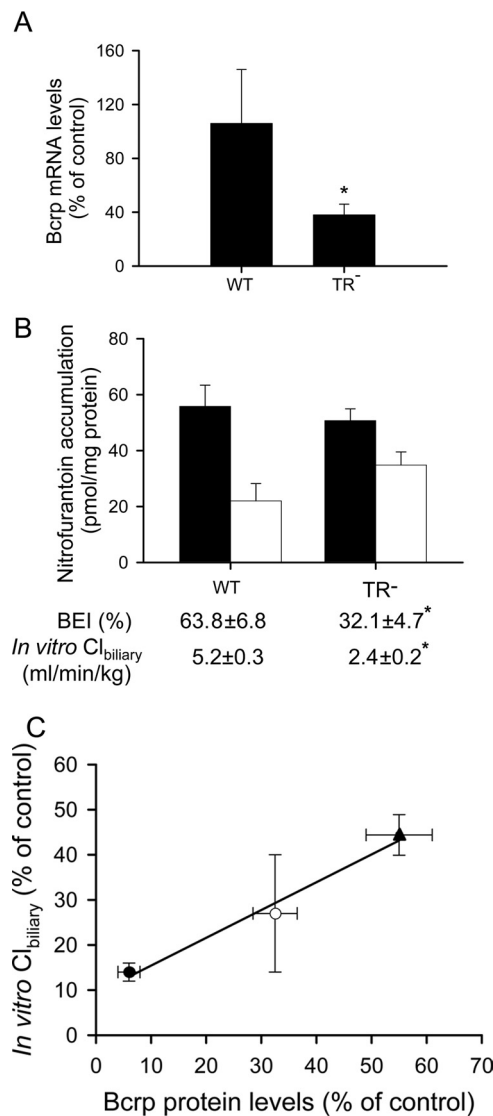 A
Bcrp mRNA levels
(% of control)
160
120
80
40
0
*
WT
TR⁻
B
Nitrofurantoin accumulation
(pmol/mg protein)
80
60
40
20
0
WT
TR⁻
BEI (%) 63.8±6.8 32.1±4.7*
In vitro Cl_biliary 5.2±0.3 2.4±0.2*
(ml/min/kg)
C
In vitro Cl_biliary (% of control)
60
50
40
30
20
10
0
0 10 20 30 40 50 60 70
Bcrp protein levels (% of control)